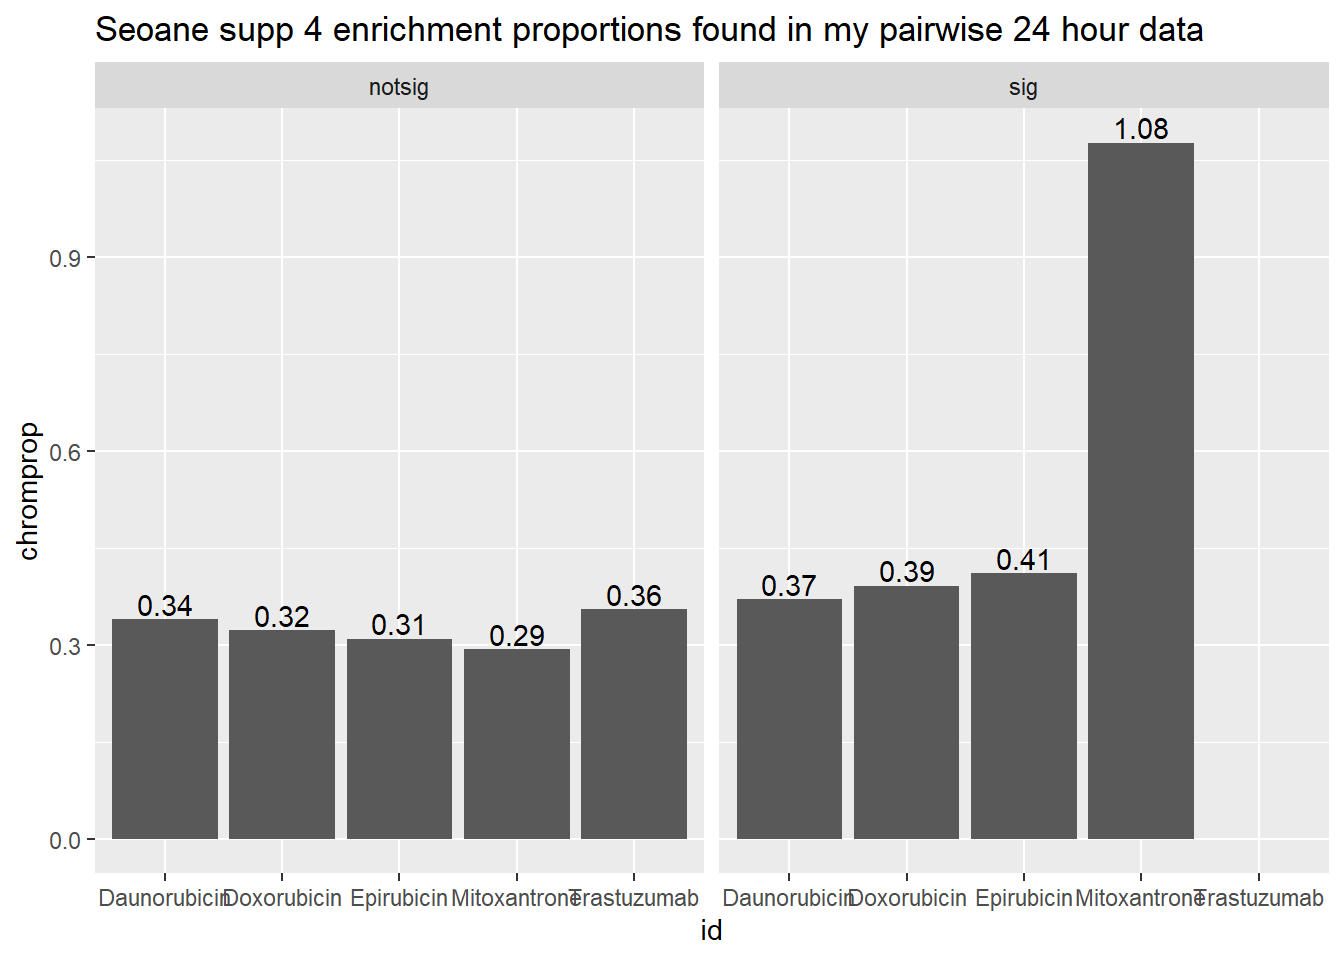 Seoane supp 4 enrichment proportions found in my pairwise 24 hour data
notsig
sig
1.08
0.9
0.6
0.3
0.0
chromprop
0.34
0.32
0.31
0.29
0.36
0.37
0.39
0.41
Daunorubicin Doxorubicin Epirubicin Mitoxantrone Trastuzumab
Daunorubicin Doxorubicin Epirubicin Mitoxantrone Trastuzumab
id